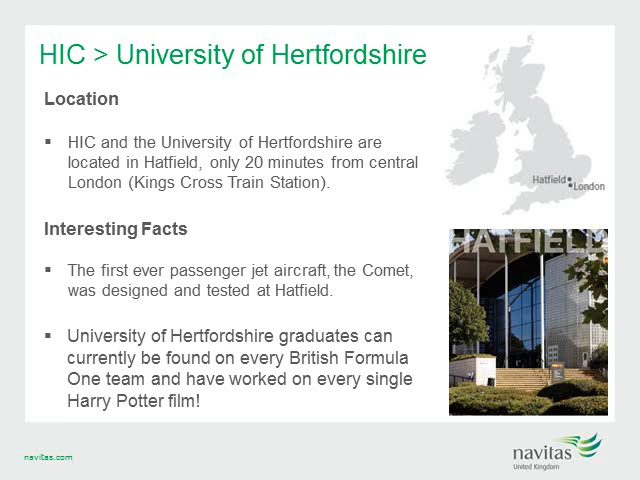 HIC > University of Hertfordshire
Location
▪ HIC and the University of Hertfordshire are
located in Hatfield, only 20 minutes from central
London (Kings Cross Train Station).
Interesting Facts
▪ The first ever passenger jet aircraft, the Comet,
was designed and tested at Hatfield.
▪ University of Hertfordshire graduates can
currently be found on every British Formula
One team and have worked on every single
Harry Potter film!
Hatfield
London
HATFIELD
navitas.com
navitas
United Kingdom